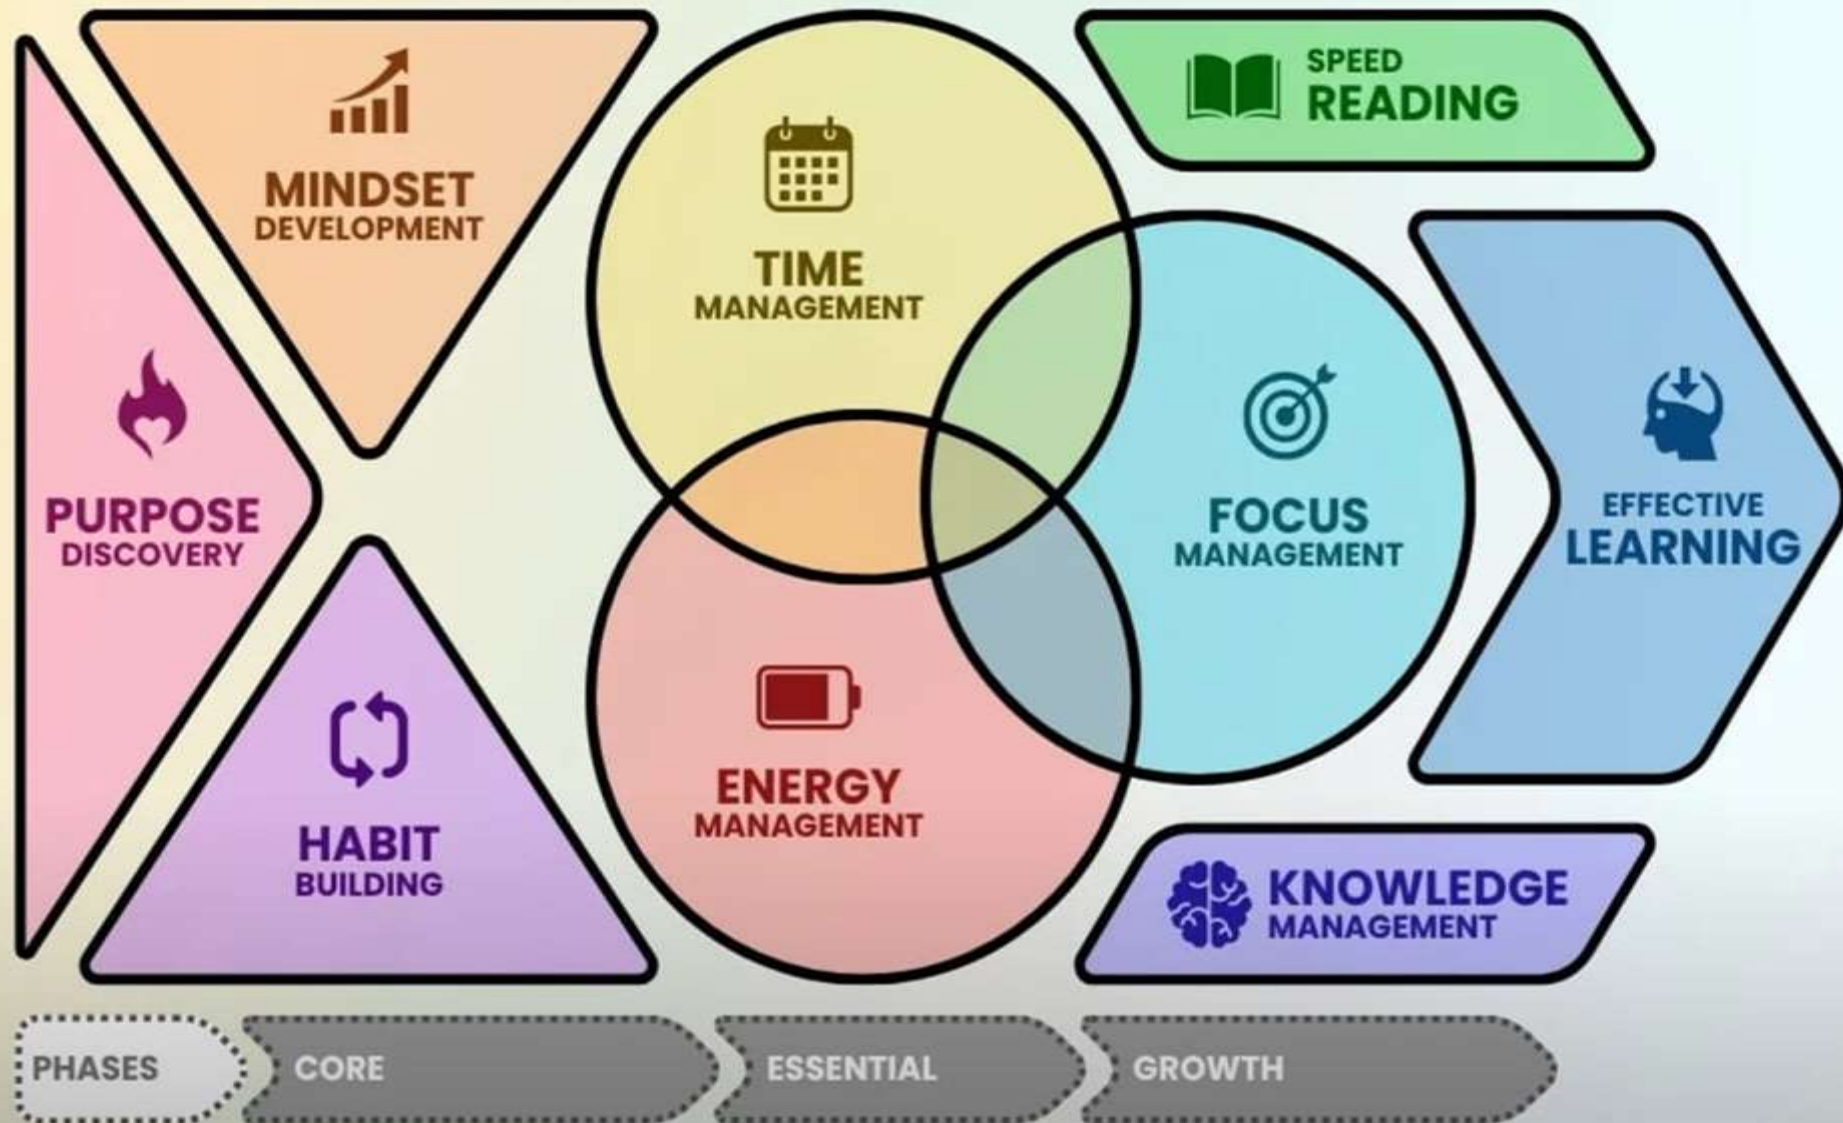 MINDSET
DEVELOPMENT
PURPOSE
DISCOVERY
HABIT
BUILDING
TIME
MANAGEMENT
ENERGY
MANAGEMENT
FOCUS
MANAGEMENT
SPEED
READING
EFFECTIVE
LEARNING
KNOWLEDGE
MANAGEMENT
PHASES
CORE
ESSENTIAL
GROWTH